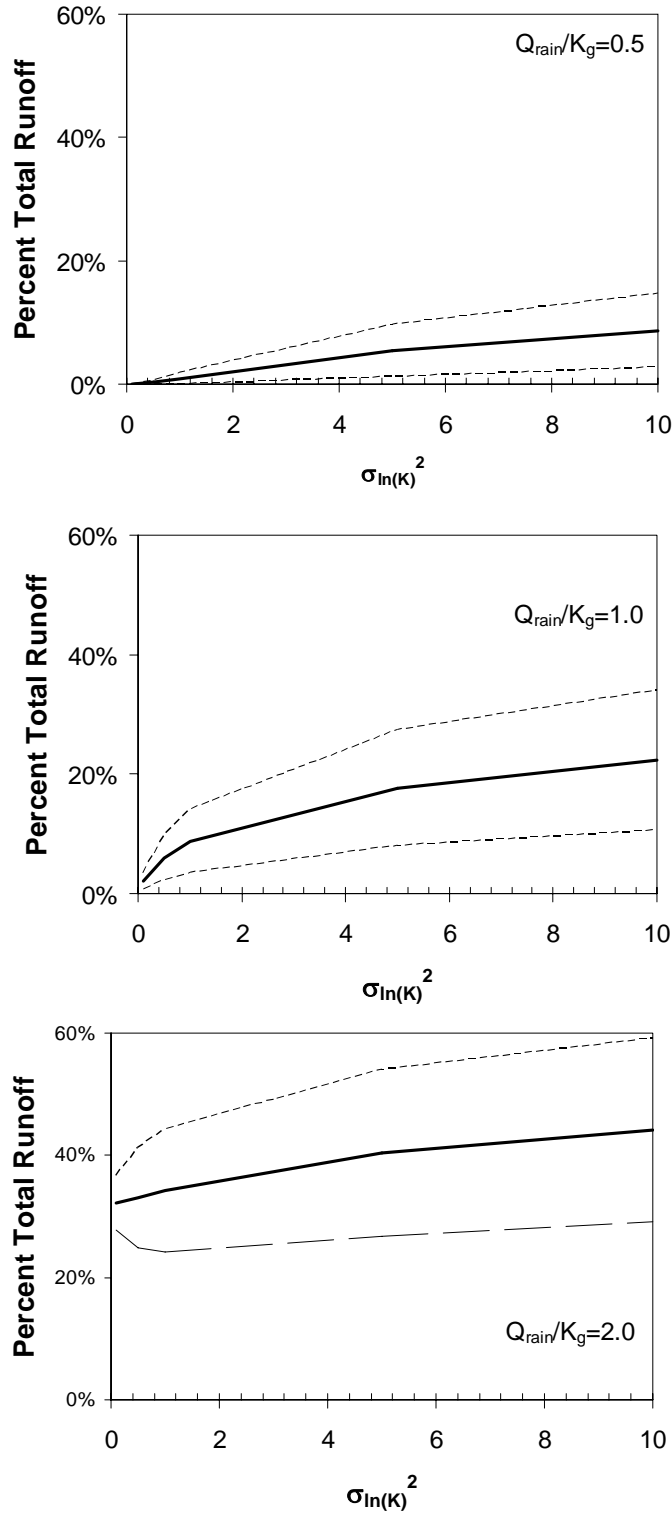 60%
Q_rain/K_g=0.5
40%
20%
0%
Percent Total Runoff
0 2 4 6 8 10
σ_ln(K)^2
60%
Q_rain/K_g=1.0
40%
20%
0%
Percent Total Runoff
0 2 4 6 8 10
σ_ln(K)^2
60%
40%
20%
Q_rain/K_g=2.0
0%
Percent Total Runoff
0 2 4 6 8 10
σ_ln(K)^2